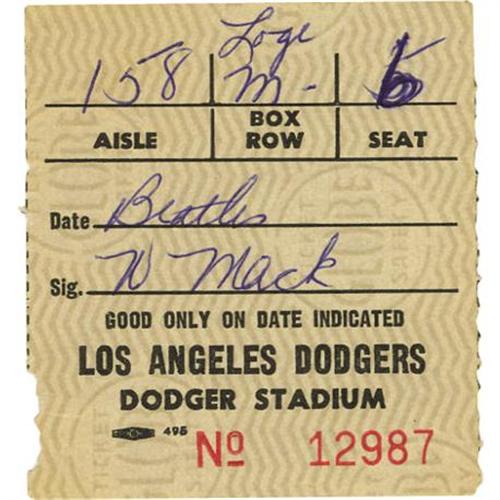 Loge
158 M- 6
AISLE BOX ROW SEAT
Date Beatles
Sig. W Mack
GOOD ONLY ON DATE INDICATED
LOS ANGELES DODGERS
DODGER STADIUM
495 No 12987